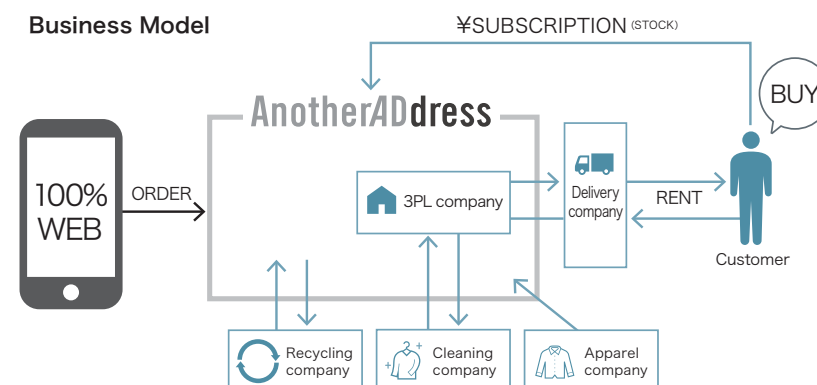 Business Model
¥SUBSCRIPTION (STOCK)
BUY
AnotherADdress
100%
WEB
ORDER
3PL company
Delivery
company
RENT
Customer
Recycling
company
Cleaning
company
Apparel
company